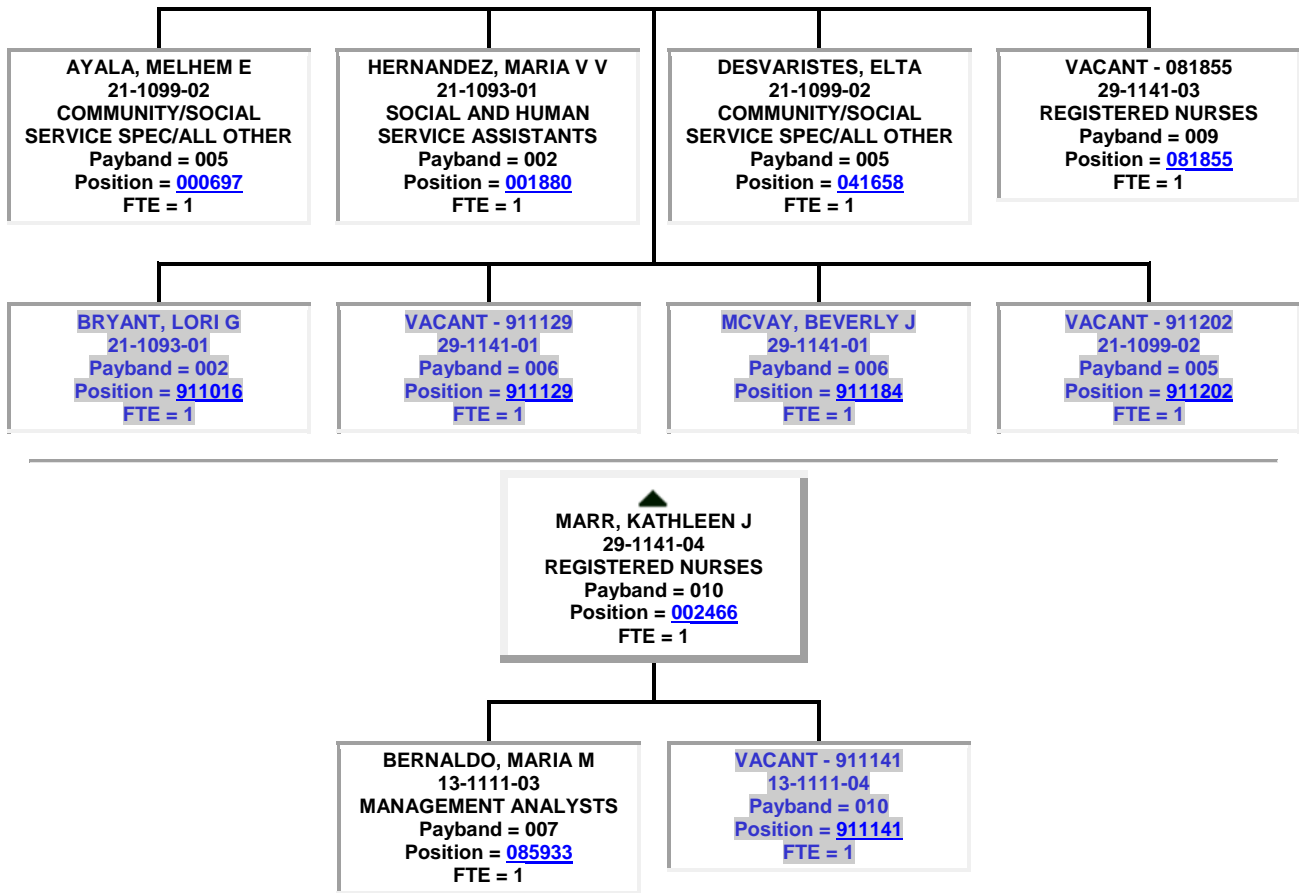 AYALA, MELHEM E
21-1099-02
COMMUNITY/SOCIAL
SERVICE SPEC/ALL OTHER
Payband = 005
Position = 000697
FTE = 1
HERNANDEZ, MARIA V V
21-1093-01
SOCIAL AND HUMAN
SERVICE ASSISTANTS
Payband = 002
Position = 001880
FTE = 1
DESVARISTES, ELTA
21-1099-02
COMMUNITY/SOCIAL
SERVICE SPEC/ALL OTHER
Payband = 005
Position = 041658
FTE = 1
VACANT - 081855
29-1141-03
REGISTERED NURSES
Payband = 009
Position = 081855
FTE = 1
BRYANT, LORI G
21-1093-01
Payband = 002
Position = 911016
FTE = 1
VACANT - 911129
29-1141-01
Payband = 006
Position = 911129
FTE = 1
MCVAY, BEVERLY J
29-1141-01
Payband = 006
Position = 911184
FTE = 1
VACANT - 911202
21-1099-02
Payband = 005
Position = 911202
FTE = 1
MARR, KATHLEEN J
29-1141-04
REGISTERED NURSES
Payband = 010
Position = 002466
FTE = 1
BERNALDO, MARIA M
13-1111-03
MANAGEMENT ANALYSTS
Payband = 007
Position = 085933
FTE = 1
VACANT - 911141
13-1111-04
Payband = 010
Position = 911141
FTE = 1